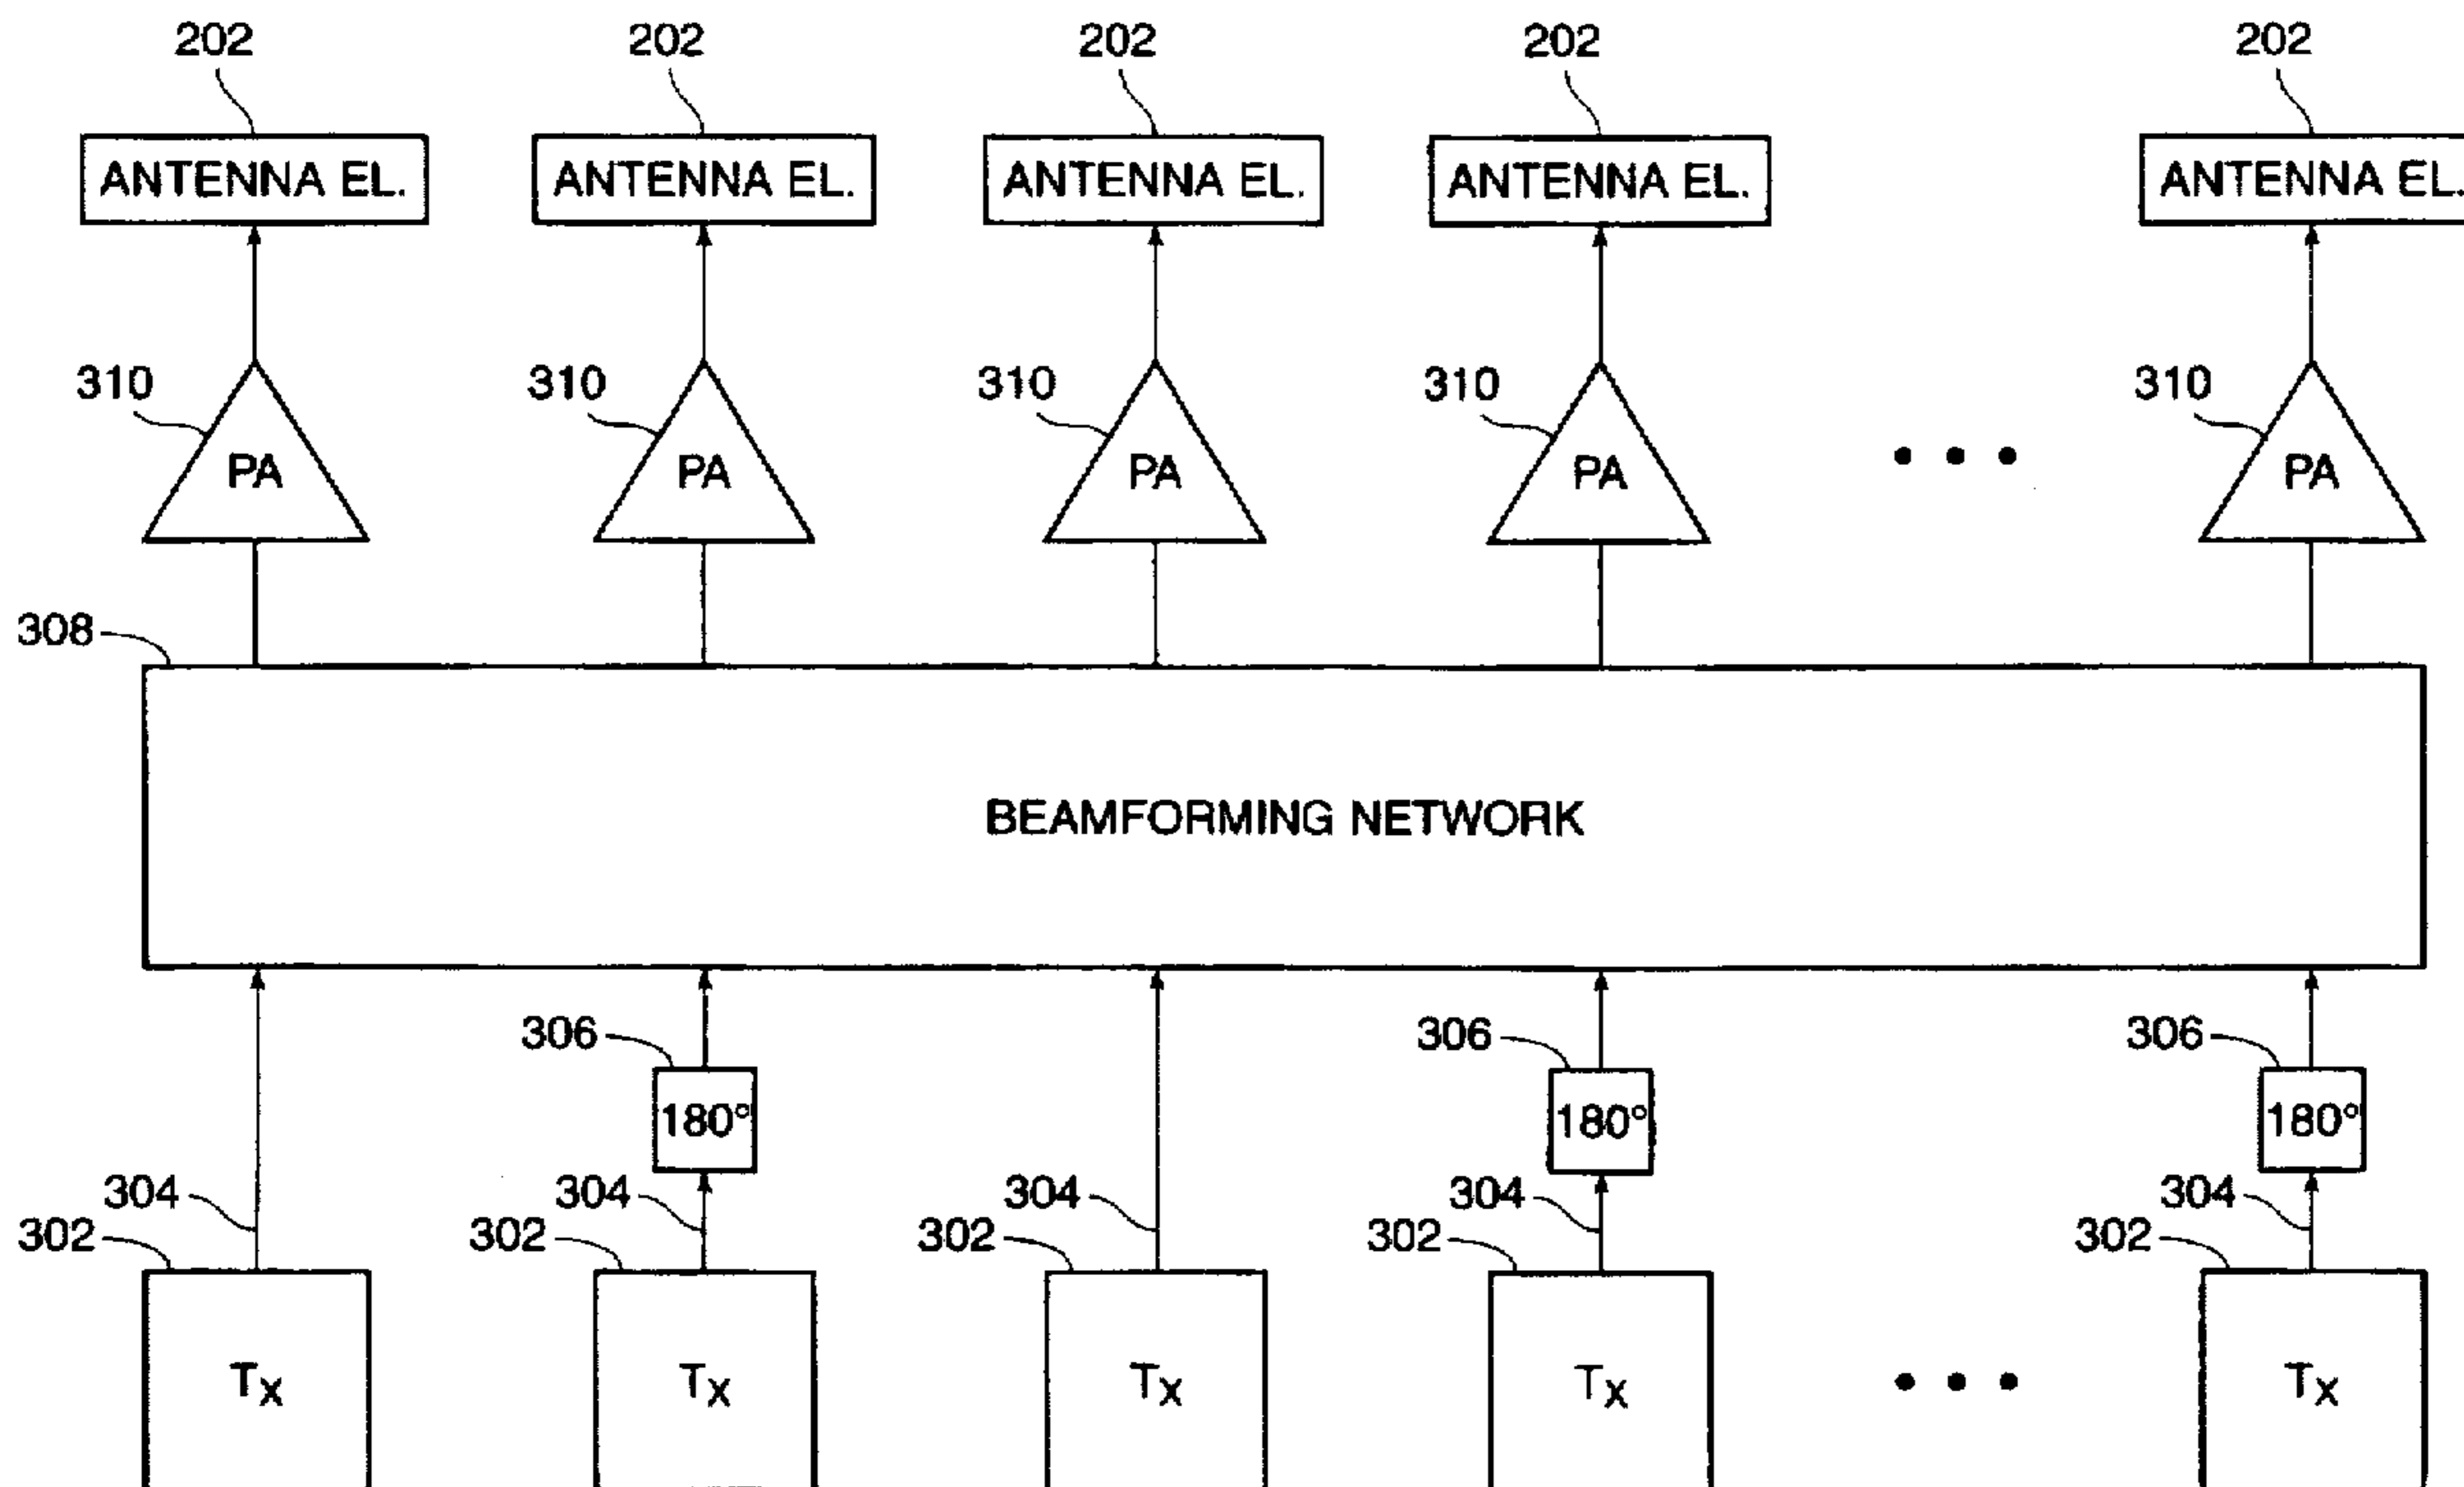 202 202 202 202 202
ANTENNA EL. ANTENNA EL. ANTENNA EL. ANTENNA EL. ANTENNA EL.
310 310 310 310 310
PA PA PA PA PA
308
BEAMFORMING NETWORK
306 306 306
180° 180° 180°
304 304 304 304 304
302 302 302 302 302
TX TX TX TX TX